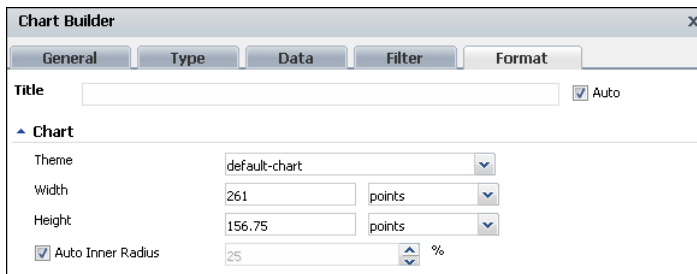 Chart Builder x
General Type Data Filter Format
Title Auto
Chart
Theme default-chart
Width 261 points
Height 156.75 points
Auto Inner Radius 25 %